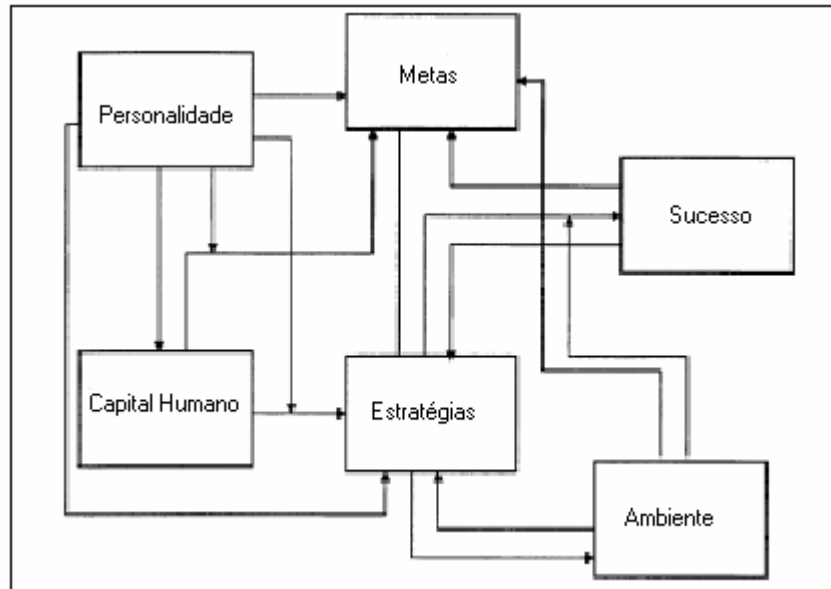 Metas
Personalidade
Sucesso
Capital Humano
Estratégias
Ambiente